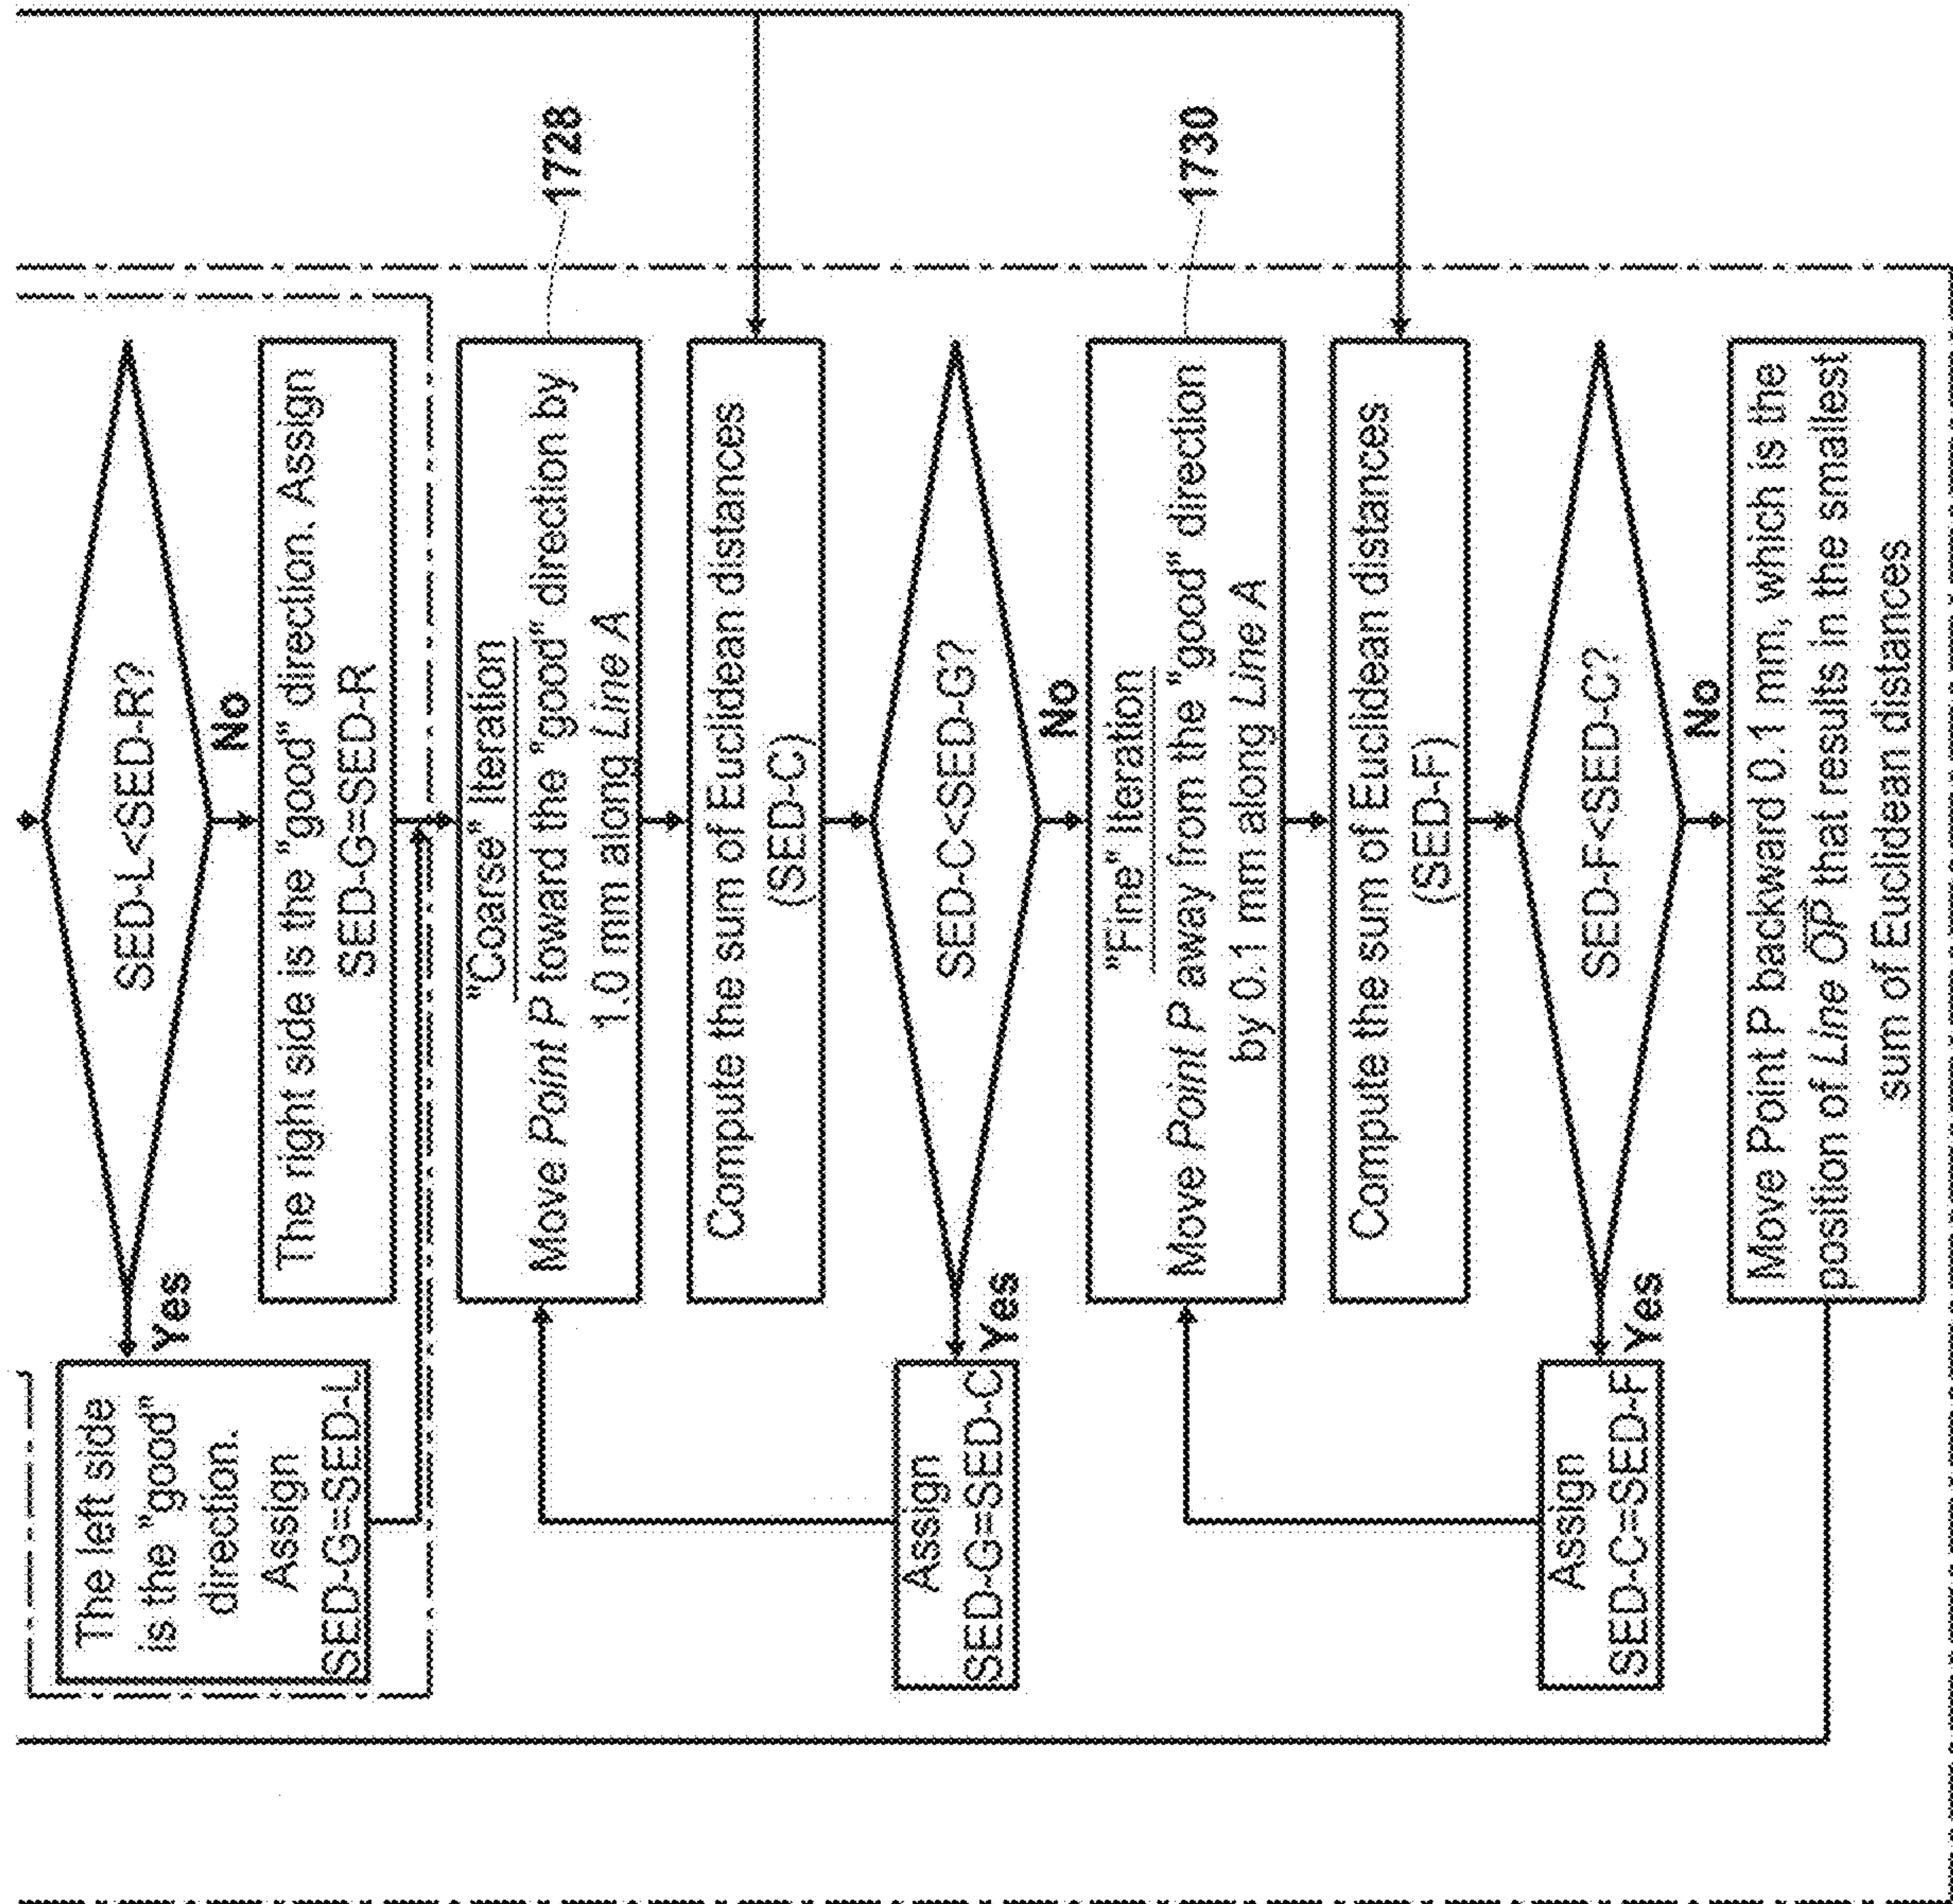 SED-L<SED-R?
Yes
No
The left side
is the "good"
direction.
Assign
SED-G=SED-L
The right side is the "good" direction. Assign
SED-G=SED-R
"Coarse" Iteration
Move Point P toward the "good" direction by
1.0 mm along Line A
1728
Compute the sum of Euclidean distances
(SED-C)
SED-C<SED-G?
Yes
No
Assign
SED-G=SED-C
"Fine" Iteration
Move Point P away from the "good" direction
by 0.1 mm along Line A
1730
Compute the sum of Euclidean distances
(SED-F)
SED-F<SED-C?
Yes
No
Assign
SED-C=SED-F
Move Point P backward 0.1 mm, which is the
position of Line OP that results in the smallest
sum of Euclidean distances